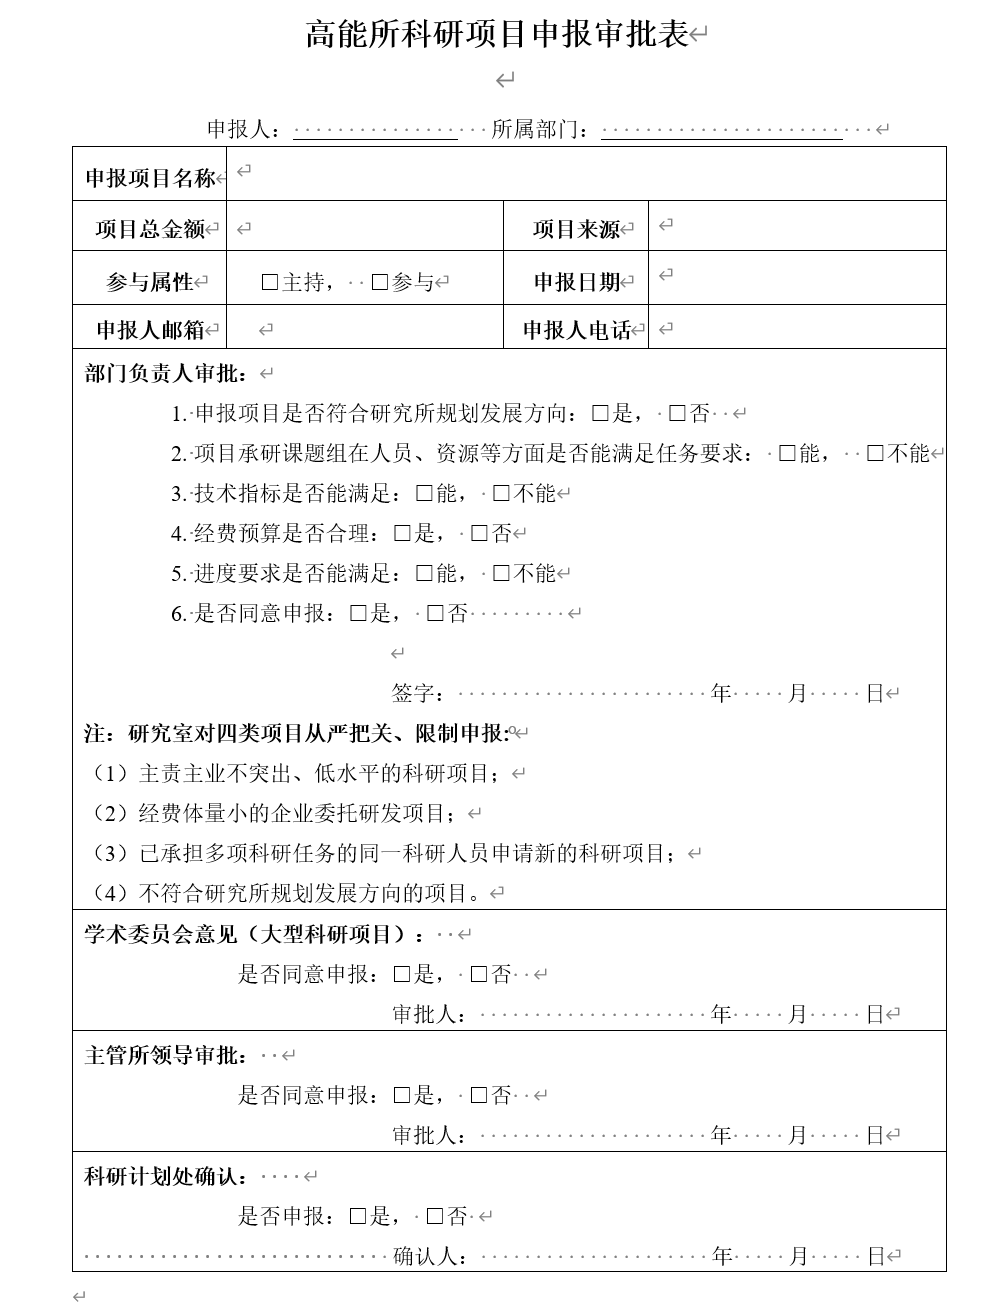 高能所科研项目申报审批表
申报人： 所属部门：
申报项目名称
项目总金额 项目来源
参与属性 □主持， □参与 申报日期
申报人邮箱 申报人电话
部门负责人审批：
1. 申报项目是否符合研究所规划发展方向：□是， □否
2. 项目承研课题组在人员、资源等方面是否能满足任务要求： □能， □不能
3. 技术指标是否能满足：□能， □不能
4. 经费预算是否合理：□是， □否
5. 进度要求是否能满足：□能， □不能
6. 是否同意申报：□是， □否
签字： 年 月 日
注：研究室对四类项目从严把关、限制申报:
（1）主责主业不突出、低水平的科研项目；
（2）经费体量小的企业委托研发项目；
（3）已承担多项科研任务的同一科研人员申请新的科研项目；
（4）不符合研究所规划发展方向的项目。
学术委员会意见（大型科研项目）：
是否同意申报：□是， □否
审批人： 年 月 日
主管所领导审批：
是否同意申报：□是， □否
审批人： 年 月 日
科研计划处确认：
是否申报：□是， □否
确认人： 年 月 日